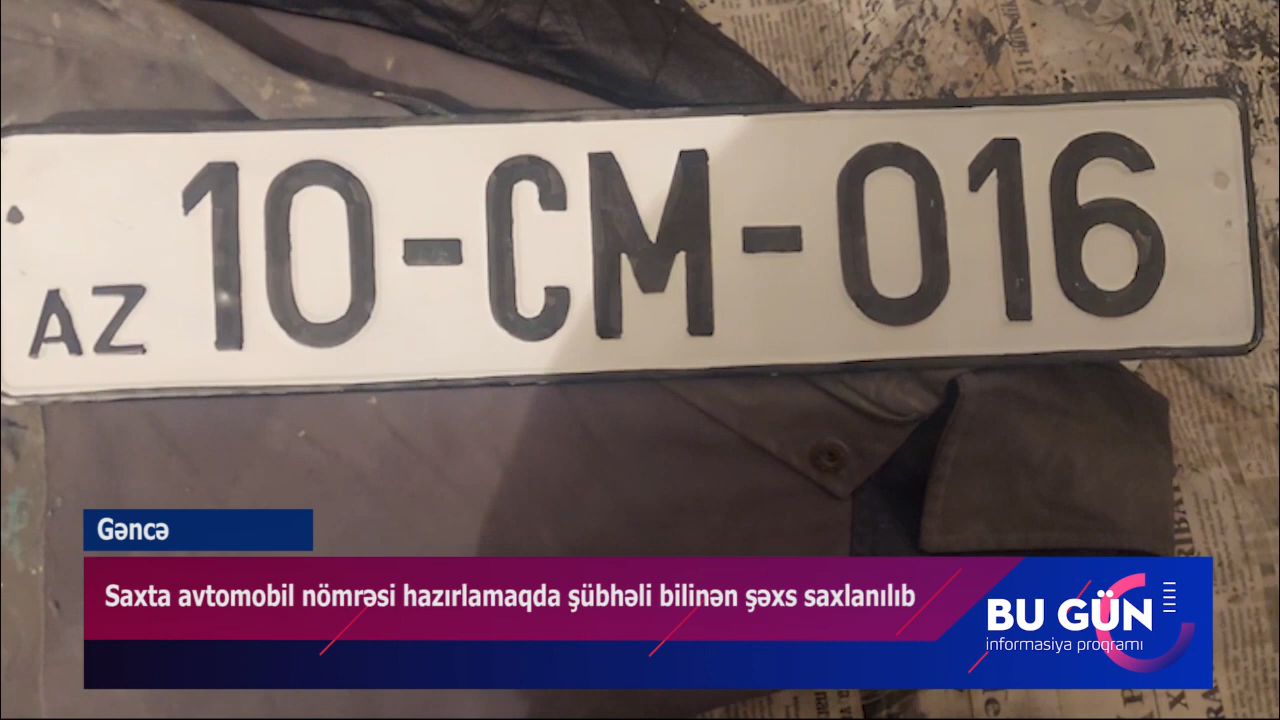 AZ 10-CM-016
Gəncə
Saxta avtomobil nömrəsi hazırlamaqda şübhəli bilinən şəxs saxlanılıb
BU GÜN
informasiya proqramı